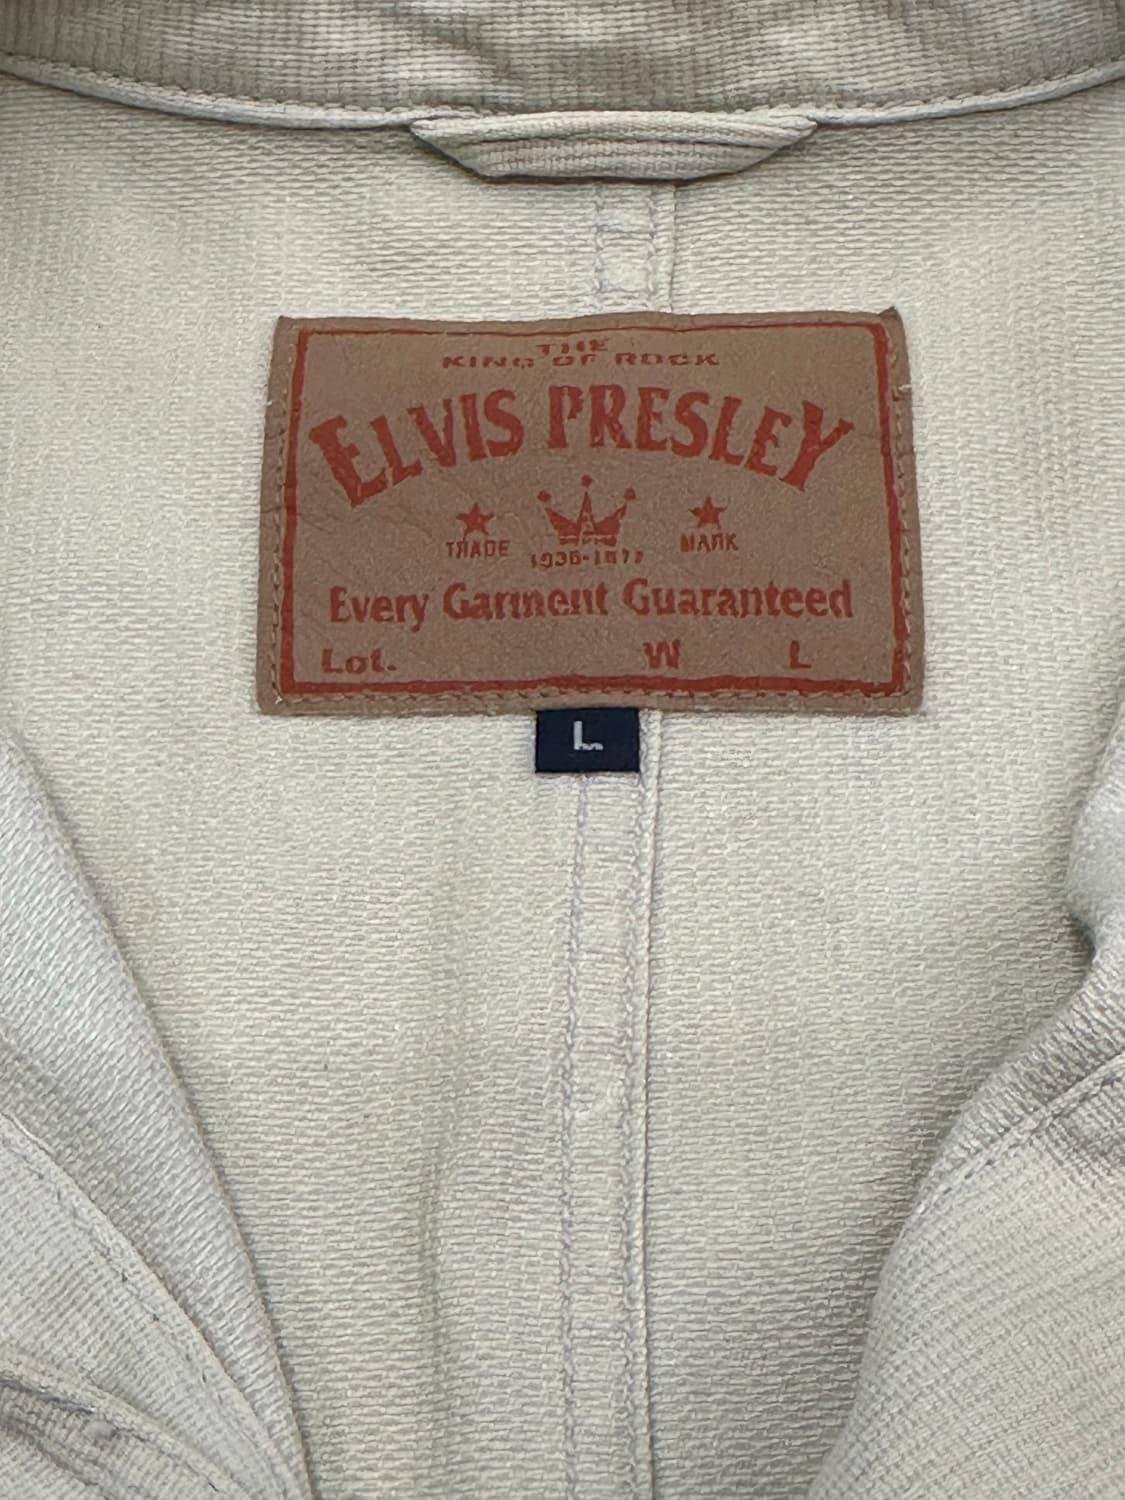 THE
KING OF ROCK
ELVIS PRESLEY
TRADE MARK
1935-1977
Every Garment Guaranteed
Lot. W L
L